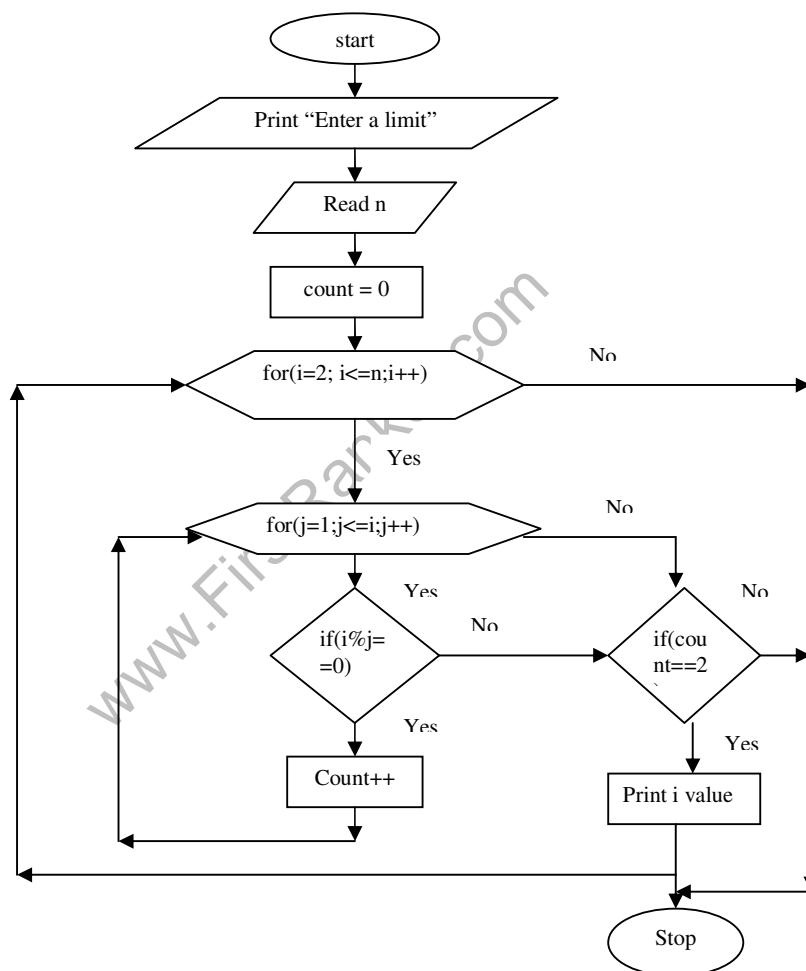 start
Print “Enter a limit”
Read n
count = 0
for(i=2; i<=n;i++)
No
Yes
for(j=1;j<=i;j++)
No
Yes
if(i%j=
=0)
No
if(cou
nt==2
No
Yes
Count++
Yes
Print i value
Stop